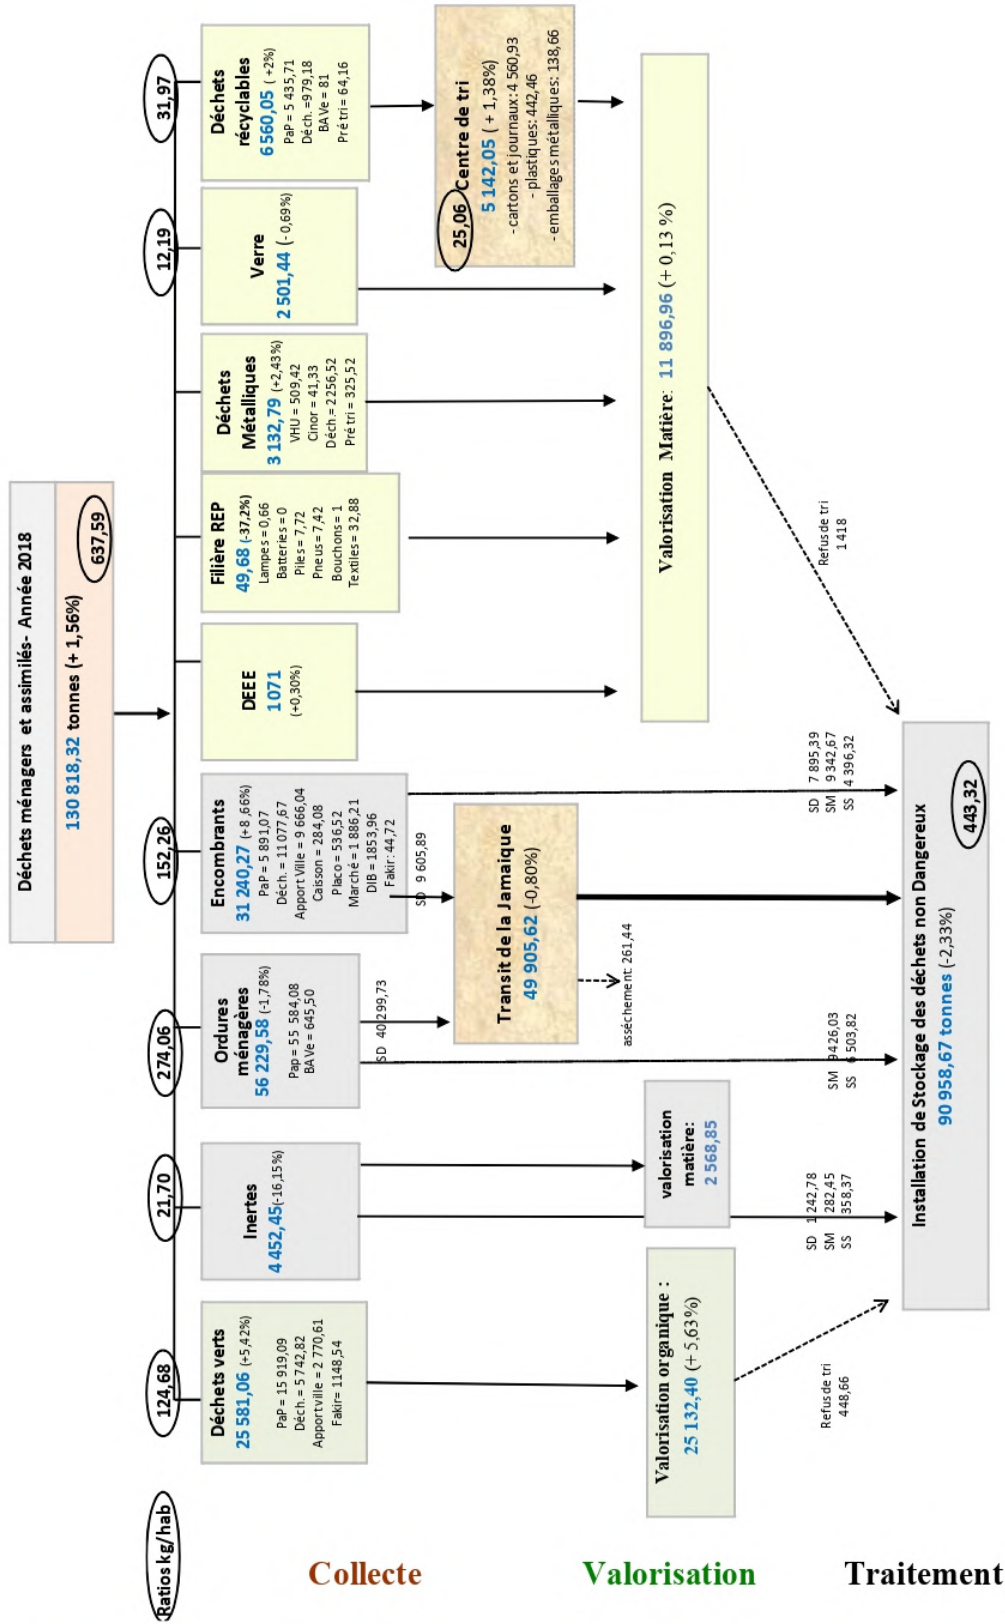 Déchets ménagers et assimilés- Année 2018
130 818,32 tonnes (+ 1,56%)
637,59
Ratios kg/hab
124,68
21,70
274,06
152,26
12,19
31,97
Collecte
Déchets verts
25 581,06 (+5,42%)
PaP = 15 919,09
Déch.= 5 742,82
Apport ville = 2 770,61
Fakir= 1148,54
Inertes
4 452,45(-16,15%)
Ordures
ménagères
56 229,58 (-1,78%)
Pap= 55 584,08
BAVe= 645,50
Encombrants
31 240,27 (+8,66%)
PaP = 5 891,07
Déch. = 11 077,67
Apport Ville = 9 666,04
Caisson = 284,08
Placo = 536,52
Marché = 1 886,21
DIB = 1853,96
Fakir: 44,72
DEEE
1 071
(+0,30%)
Filière REP
49,68 (-37,2%)
Lampes = 0,66
Batteries = 0
Piles = 7,72
Pneus = 7,42
Bouchons= 1
Textiles = 32,88
Déchets
Métalliques
3 132,79 (+2,43%)
VHU = 509,42
Cinor = 41,33
Déch.= 2 256,52
Pré tri = 325,52
Verre
2 501,44 (- 0,69%)
Déchets
récyclables
6 560,05 ( +2%)
PaP = 5 435,71
Déch.=979,18
BAVe = 81
Pré tri = 64,16
SD 40 299,73
SD 9 605,89
Transit de la Jamaique
49 905,62 (-0,80%)
assèchement: 261,44
25,06
Centre de tri
5 142,05 ( + 1,38%)
- cartons et journaux: 4 560,93
- plastiques: 442,46
- emballages métalliques: 138,66
Valorisation
Valorisation organique :
25 132,40 (+ 5,63%)
valorisation
matière:
2 568,85
Valorisation Matière: 11 896,96 (+ 0,13 %)
Refus de tri
448,66
SD 1 242,78
SM 282,45
SS 358,37
SM 9 426,03
SS 6 503,82
SD 7 895,39
SM 9 342,67
SS 4 396,32
Refus de tri
1 418
Traitement
Installation de Stockage des déchets non Dangereux
90 958,67 tonnes (-2,33%)
443,32